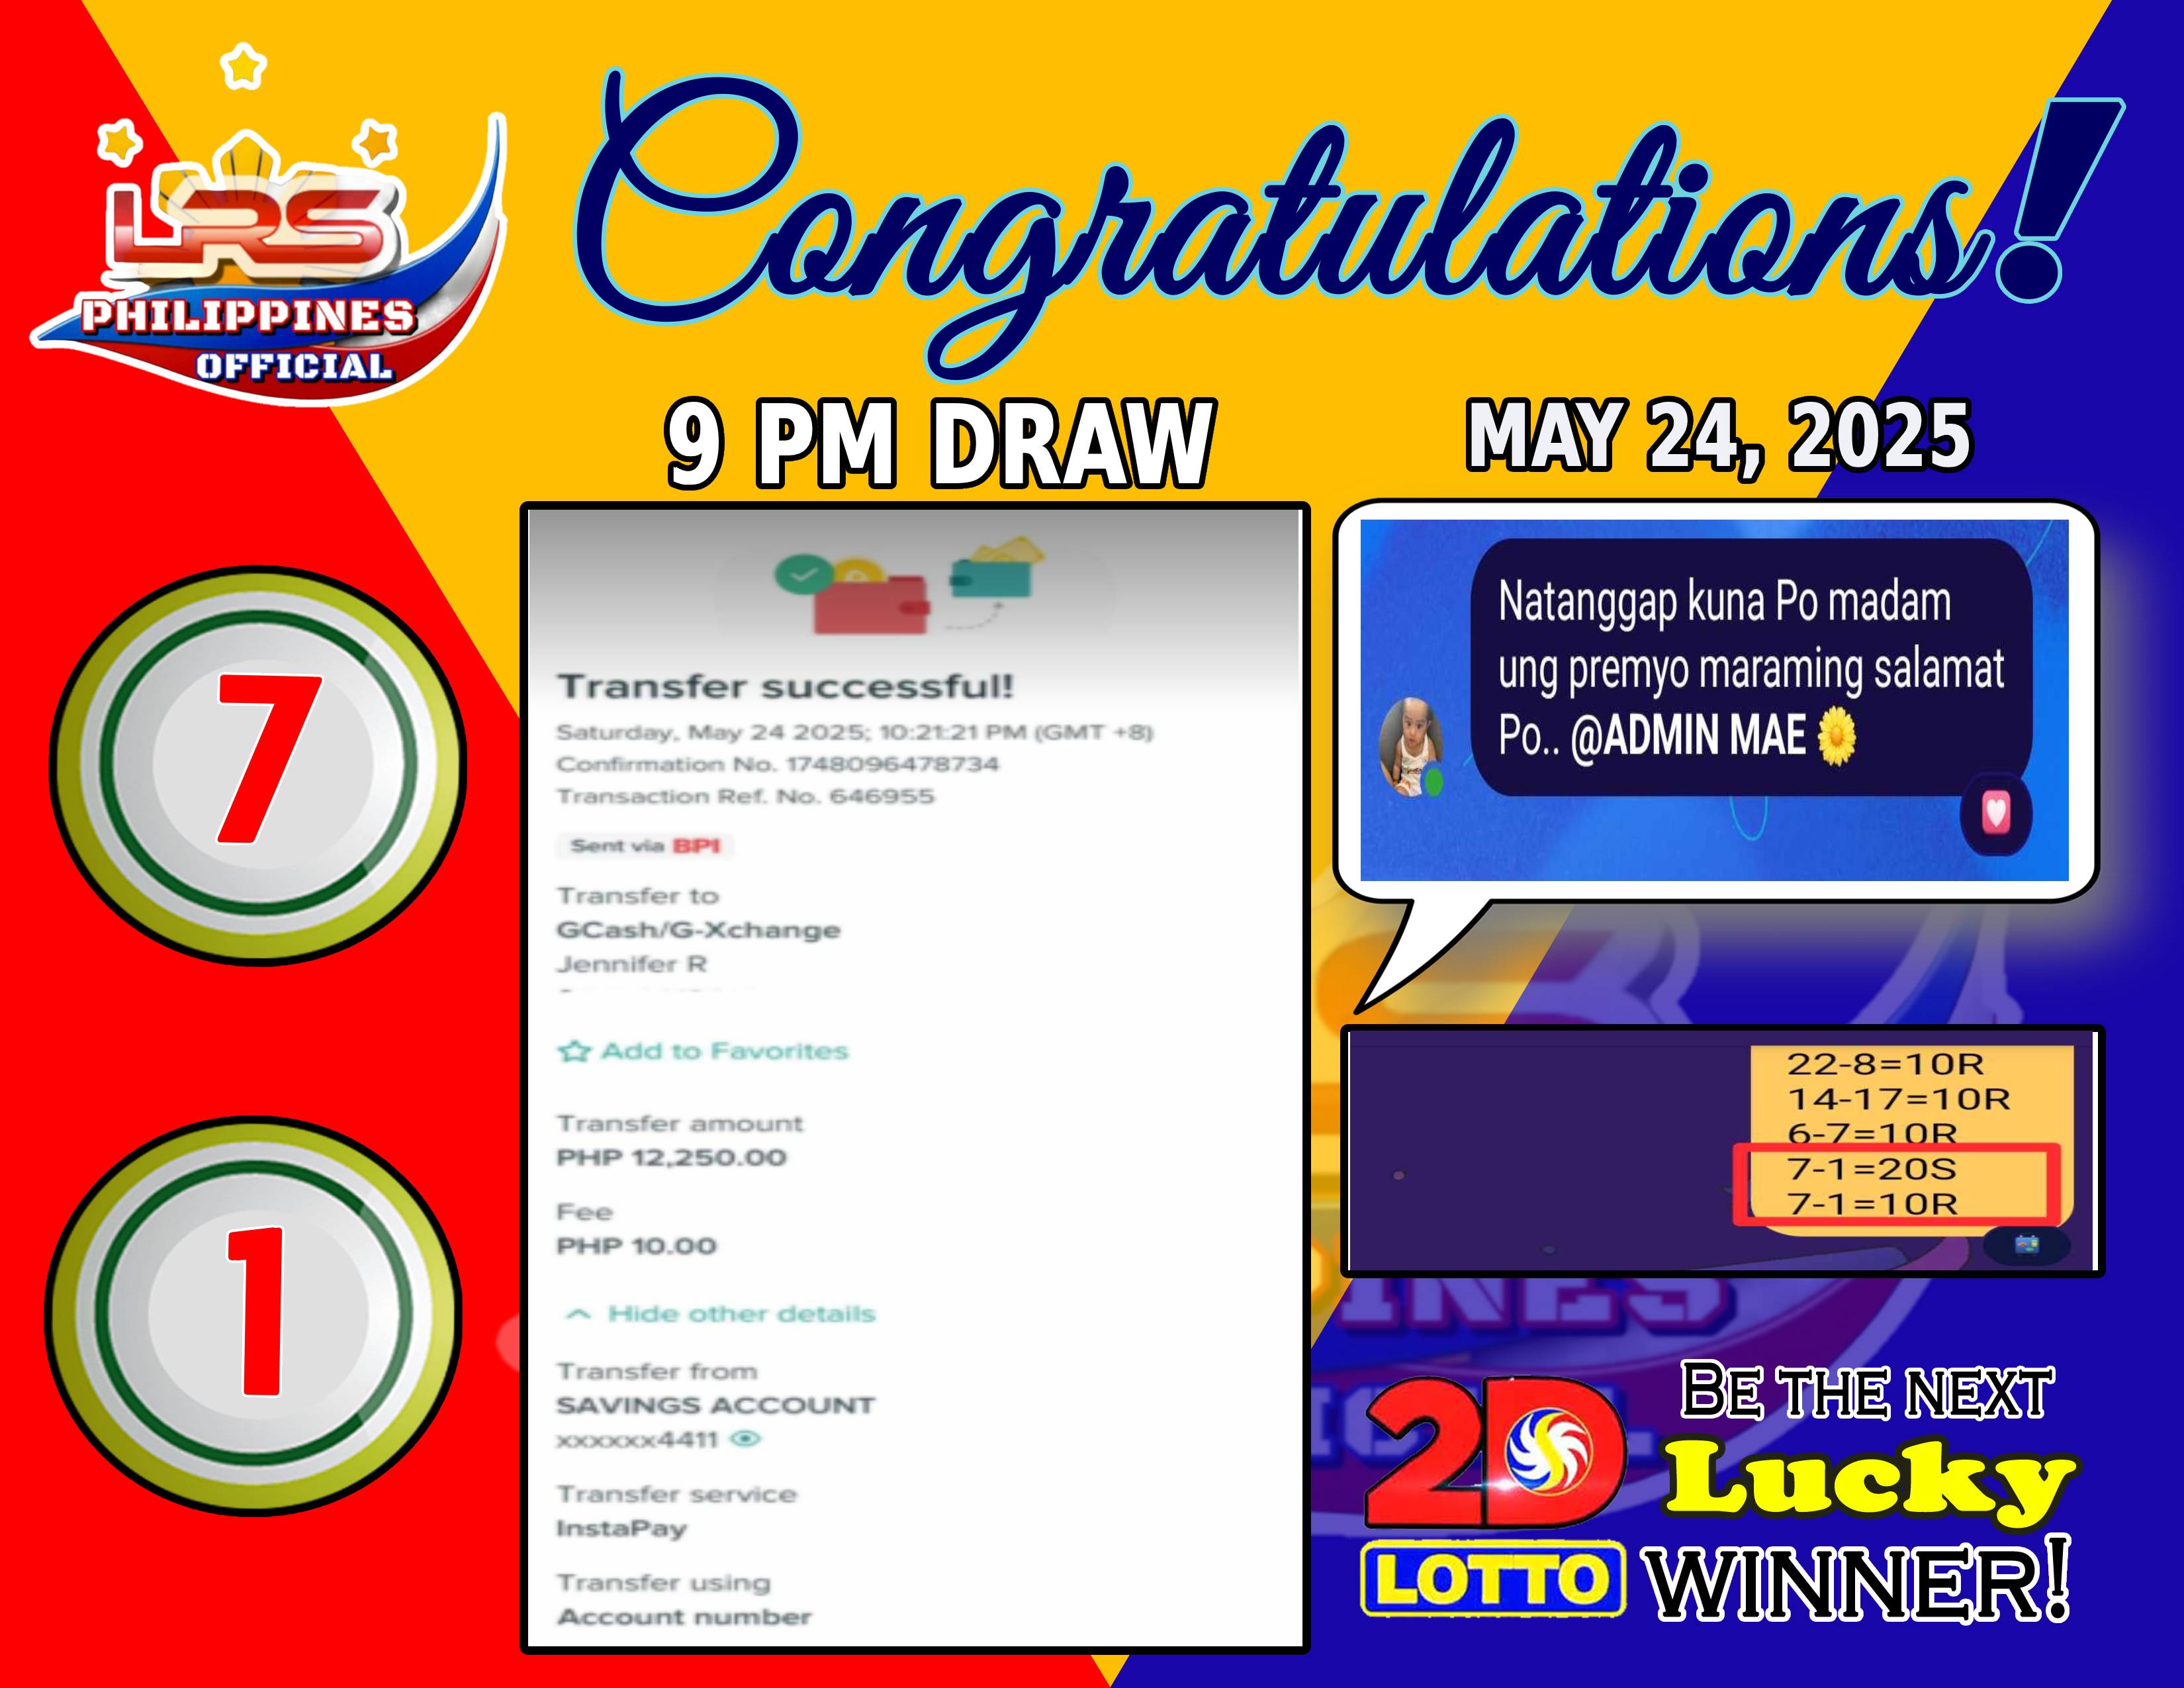 LRS
PHILIPPINES
OFFICIAL
Congratulations!
9 PM DRAW
MAY 24, 2025
7
1
Transfer successful!
Saturday, May 24 2025; 10:21:21 PM (GMT +8)
Confirmation No. 1748096478734
Transaction Ref. No. 646955
Sent via BPI
Transfer to
GCash/G-Xchange
Jennifer R
Add to Favorites
Transfer amount
PHP 12,250.00
Fee
PHP 10.00
Hide other details
Transfer from
SAVINGS ACCOUNT
xxxxxx4411
Transfer service
InstaPay
Transfer using
Account number
Natanggap kuna Po madam
ung premyo maraming salamat
Po.. @ADMIN MAE
22-8=10R
14-17=10R
6-7=10R
7-1=20S
7-1=10R
2D
LOTTO
BE THE NEXT
Lucky
WINNER!